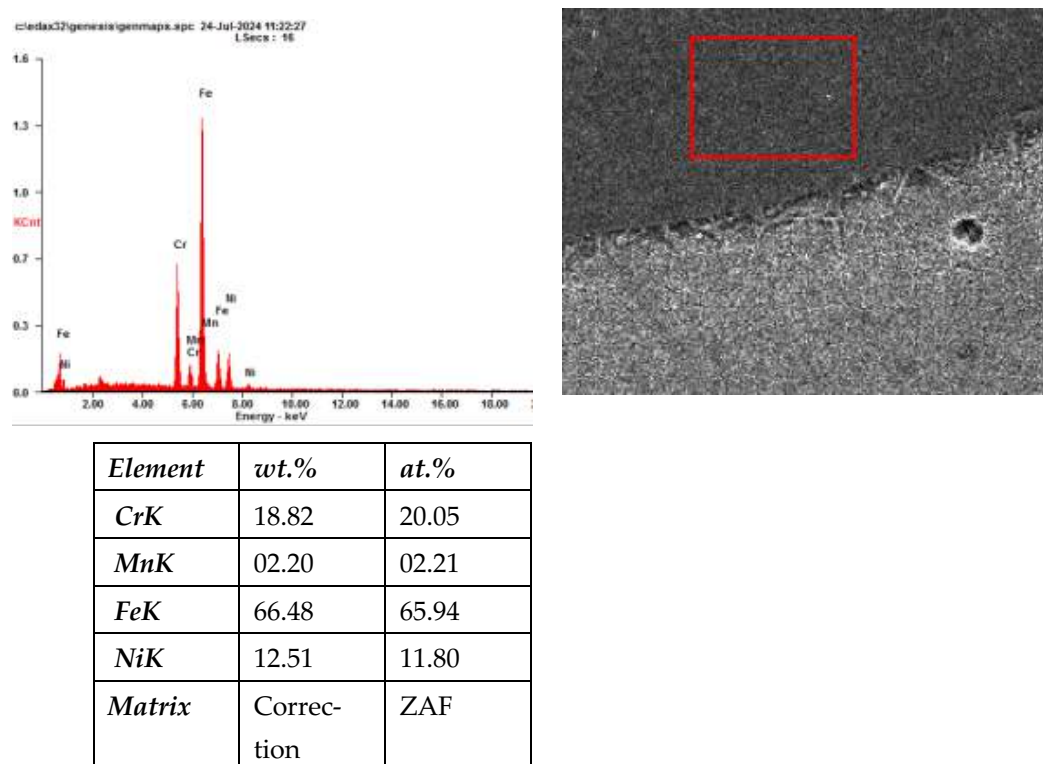 c:\edax32\genesis\genmaps.spc 24-Jul-2024 11:22:27
LSecs : 16
1.6
Fe
1.3
1.0
KCnt
Cr
0.7
Ni
Fe
Mn
0.3
Fe
Mn
Cr
Ni
Ni
0.0
2.00 4.00 6.00 8.00 10.00 12.00 14.00 16.00 18.00
Energy - keV
Element wt.% at.%
CrK 18.82 20.05
MnK 02.20 02.21
FeK 66.48 65.94
NiK 12.51 11.80
Matrix Correc- ZAF
tion